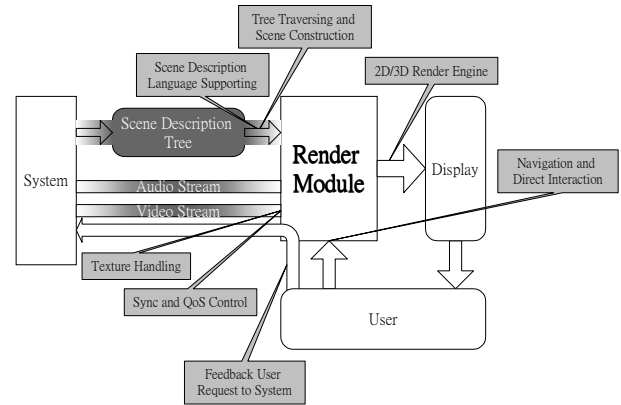 Tree Traversing and
Scene Construction
Scene Description
Language Supporting
2D/3D Render Engine
Scene Description
Tree
System
Render
Module
Display
Navigation and
Direct Interaction
Audio Stream
Video Stream
Texture Handling
Sync and QoS Control
User
Feedback User
Request to System